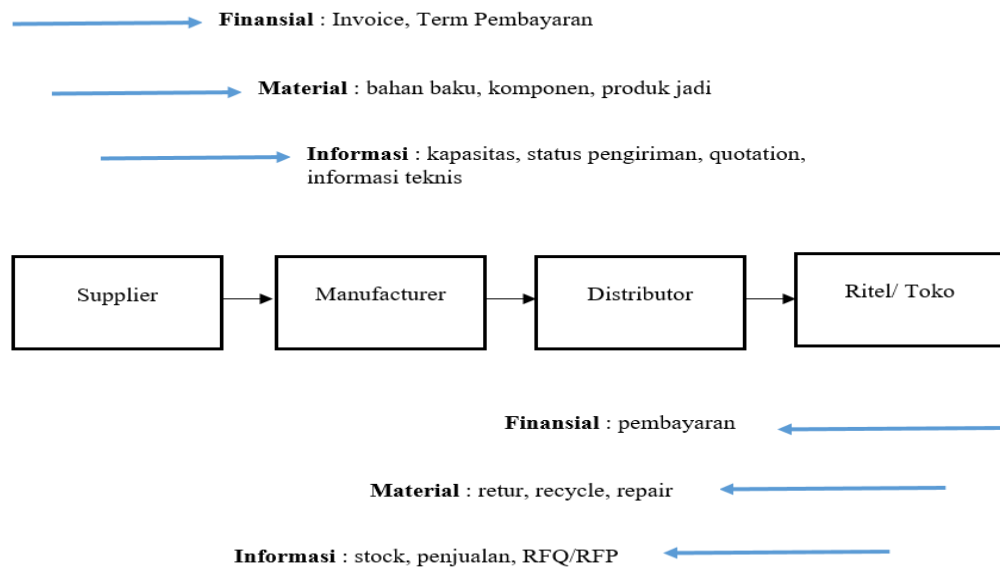 Finansial : Invoice, Term Pembayaran
Material : bahan baku, komponen, produk jadi
Informasi : kapasitas, status pengiriman, quotation,
informasi teknis
Supplier
Manufacturer
Distributor
Ritel/ Toko
Finansial : pembayaran
Material : retur, recycle, repair
Informasi : stock, penjualan, RFQ/RFP